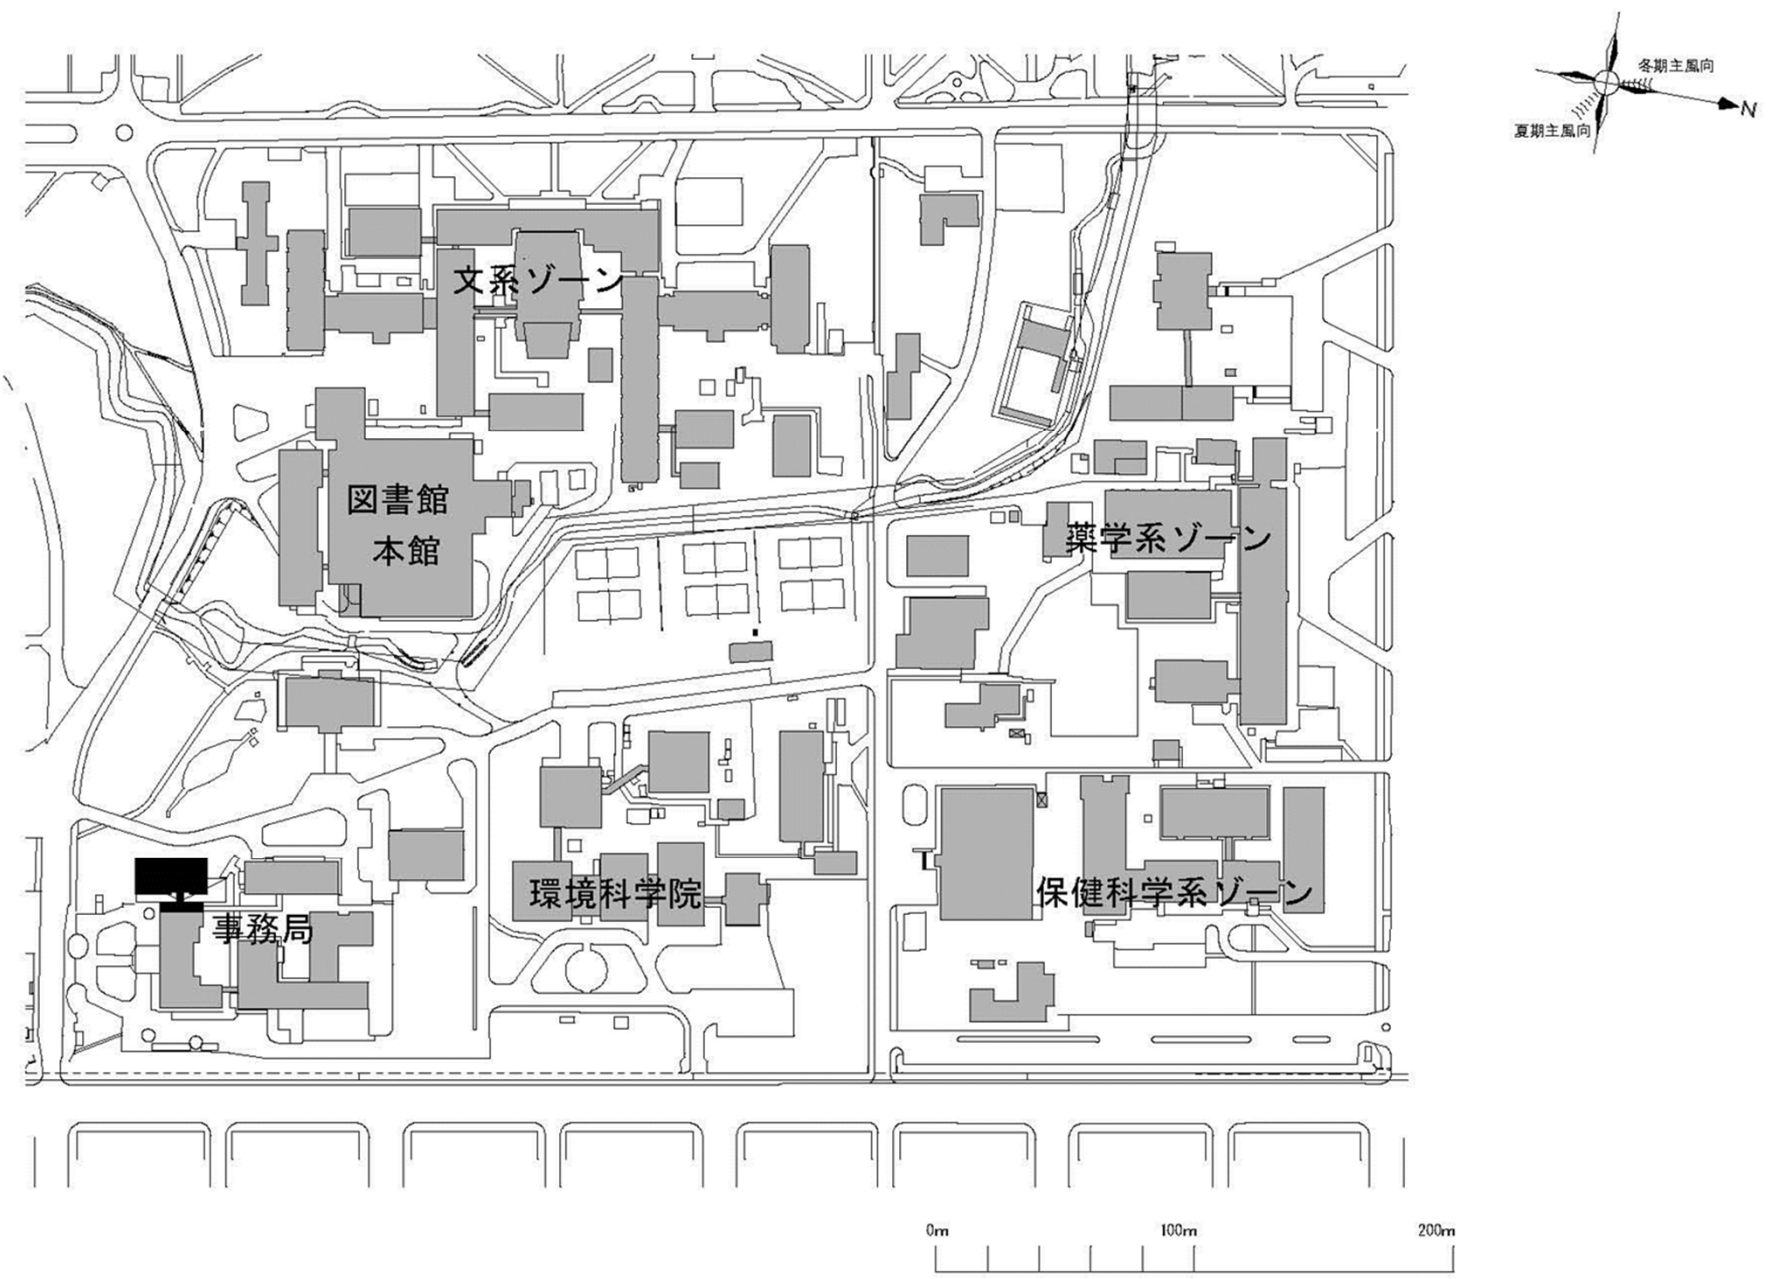 冬期主風向
N
夏期主風向
文系ゾーン
図書館
本館
薬学系ゾーン
環境科学院
保健科学系ゾーン
事務局
0m 100m 200m